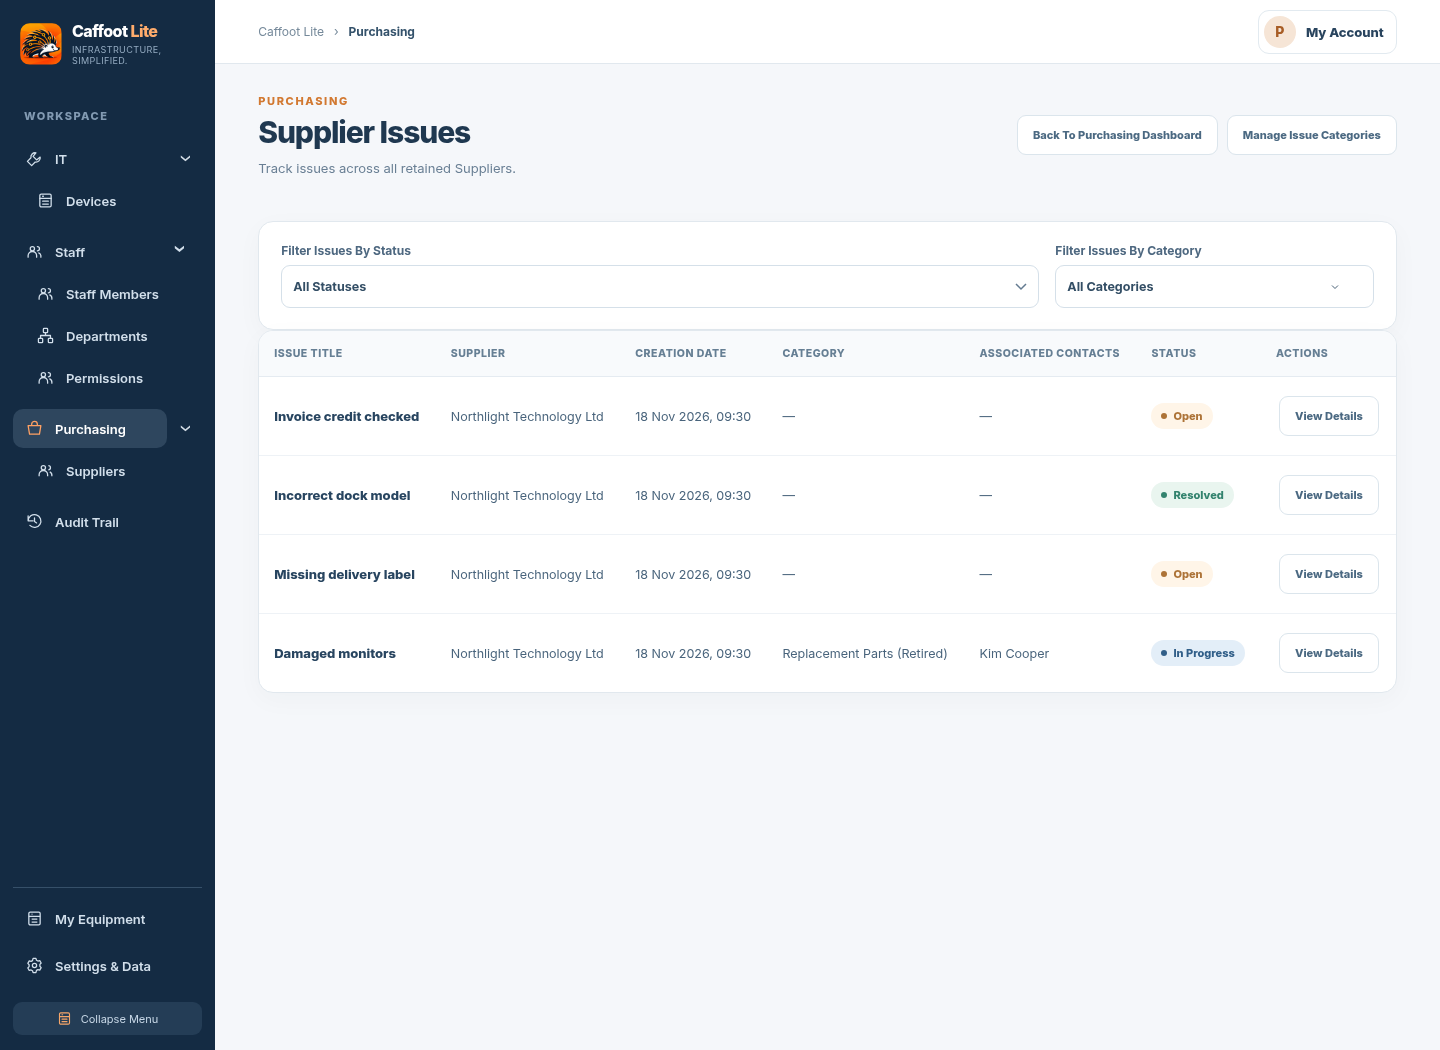 Caffoot Lite
INFRASTRUCTURE,
SIMPLIFIED.
WORKSPACE
IT
Devices
Staff
Staff Members
Departments
Permissions
Purchasing
Suppliers
Audit Trail
My Equipment
Settings & Data
Collapse Menu
Caffoot Lite › Purchasing
P My Account
PURCHASING
Supplier Issues
Track issues across all retained Suppliers.
Back To Purchasing Dashboard Manage Issue Categories
Filter Issues By Status Filter Issues By Category
All Statuses All Categories
ISSUE TITLE SUPPLIER CREATION DATE CATEGORY ASSOCIATED CONTACTS STATUS ACTIONS
Invoice credit checked Northlight Technology Ltd 18 Nov 2026, 09:30 — — Open View Details
Incorrect dock model Northlight Technology Ltd 18 Nov 2026, 09:30 — — Resolved View Details
Missing delivery label Northlight Technology Ltd 18 Nov 2026, 09:30 — — Open View Details
Damaged monitors Northlight Technology Ltd 18 Nov 2026, 09:30 Replacement Parts (Retired) Kim Cooper In Progress View Details